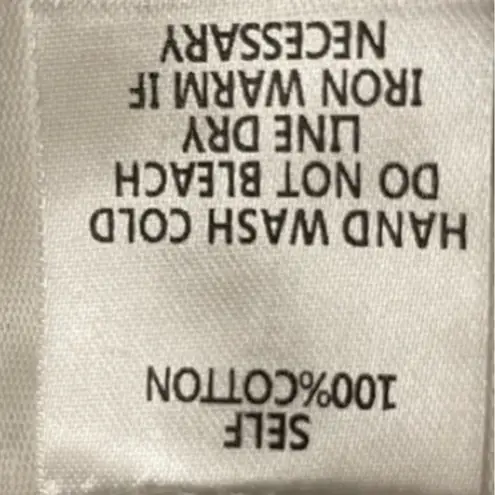 SELF
100%COTTON
HAND WASH COLD
DO NOT BLEACH
LINE DRY
IRON WARM IF
NECESSARY